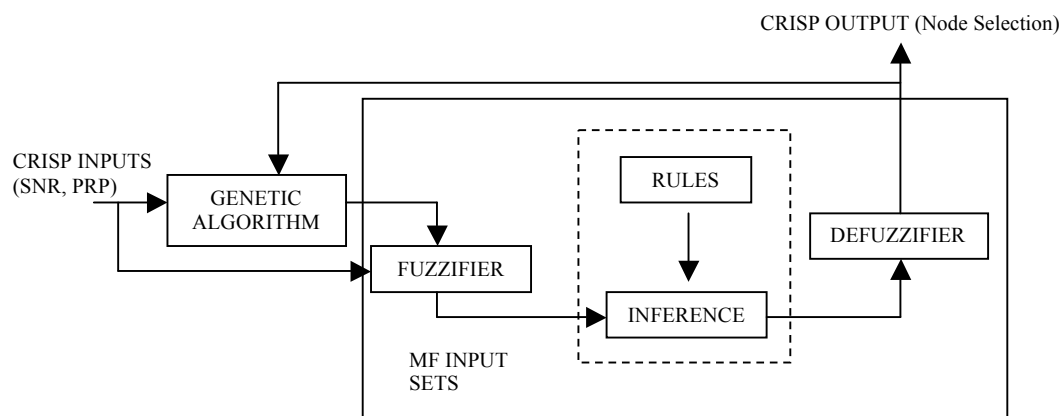 CRISP OUTPUT (Node Selection)
CRISP INPUTS
(SNR, PRP)
GENETIC
ALGORITHM
RULES
DEFUZZIFIER
FUZZIFIER
INFERENCE
MF INPUT
SETS